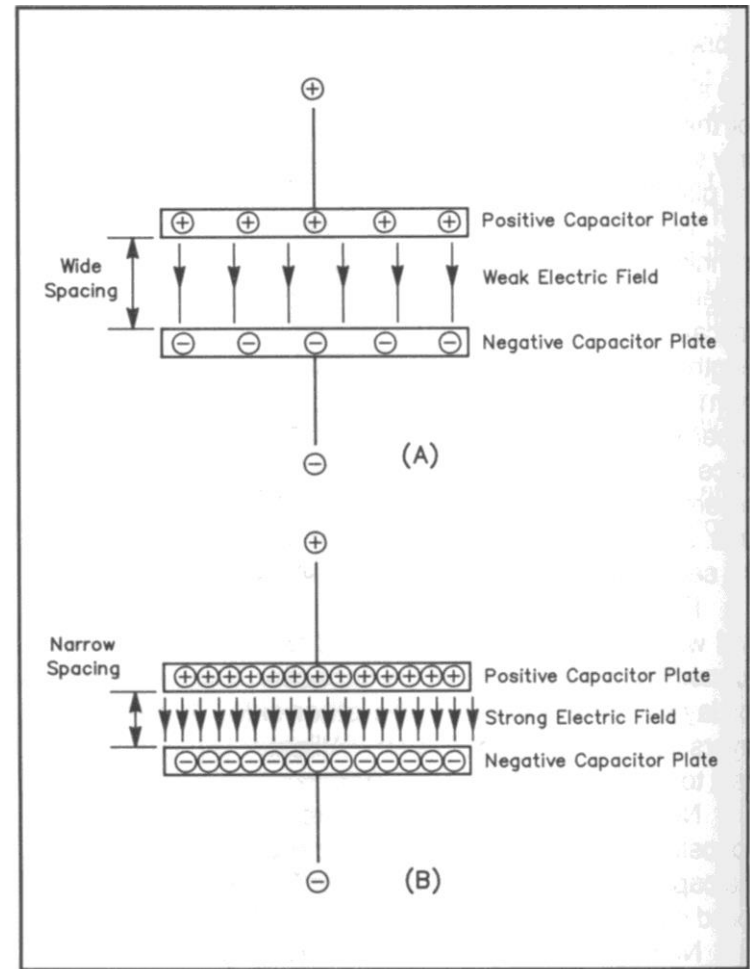 ⊕
Positive Capacitor Plate
Wide
Spacing
Weak Electric Field
Negative Capacitor Plate
⊖
(A)
⊕
Narrow
Spacing
Positive Capacitor Plate
Strong Electric Field
Negative Capacitor Plate
⊖
(B)